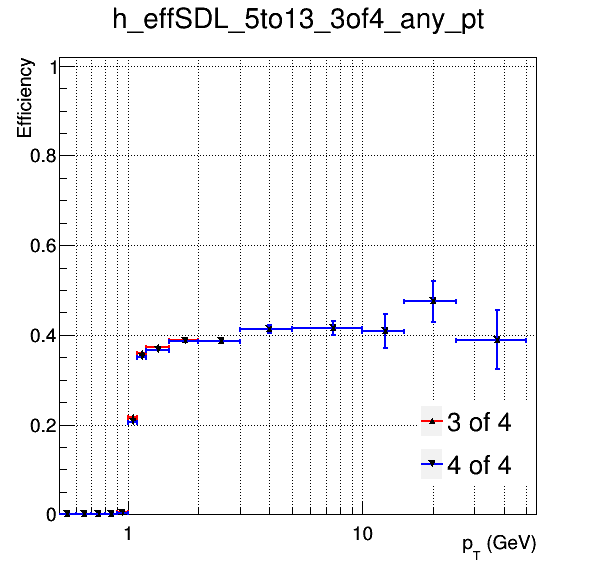 h_effSDL_5to13_3of4_any_pt
Efficiency
1
0.8
0.6
0.4
0.2
0
3 of 4
4 of 4
1
10
p_T (GeV)